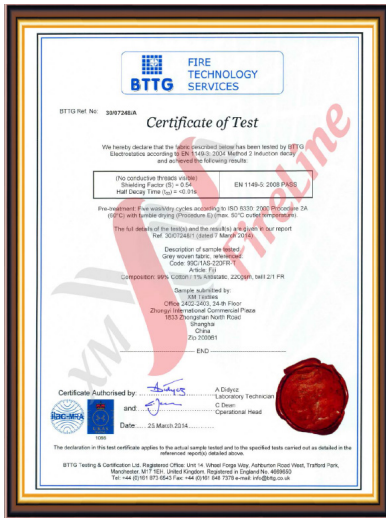 BTTG
FIRE
TECHNOLOGY
SERVICES
BTTG Ref. No: 30/07248/A
Certificate of Test
We hereby declare that the fabric described below has been tested by BTTG
Electrostatics according to EN 1149-3: 2004 Method 2 Induction decay
and achieved the following results:
(No conductive threads visible)
Shielding Factor (S) = 0.54
Half Decay Time (t50) = <0.01s
EN 1149-5: 2008 PASS
Pre-treatment: Five wash/dry cycles according to ISO 6330: 2000 Procedure 2A
(60°C) with tumble drying (Procedure E) (max. 80°C outlet temperature).
The full details of the test(s) and the result(s) are given in our report
Ref. 30/07248/1 (dated 7 March 2014).
Description of sample tested
Grey woven fabric, referenced:
Code: 99C/1AS-220FR-T
Article: Fiji
Composition: 99% Cotton / 1% Antistatic, 220gsm, twill 2/1 FR
Sample submitted by:
XM Textiles
Office 2402-2403, 24-th Floor
Zhongyi International Commercial Plaza
1833 Zhongshan North Road
Shanghai
China
Zip 200061
END
Certificate Authorised by:
A Didycz
Laboratory Technician
and:
C Dean
Operational Head
Date: 25 March 2014
ilac-MRA
1066
The declaration in this test certificate applies to the actual sample tested and to the specified tests carried out as detailed in the
referenced report(s) detailed above.
BTTG Testing & Certification Ltd. Registered Office: Unit 14, Wheel Forge Way, Ashburton Road West, Trafford Park,
Manchester, M17 1EH, United Kingdom. Registered in England No. 4669650
Tel: +44 (0)161 873 6543 Fax: +44 (0)161 848 7378 e-mail: info@bttg.co.uk
XM FireLine